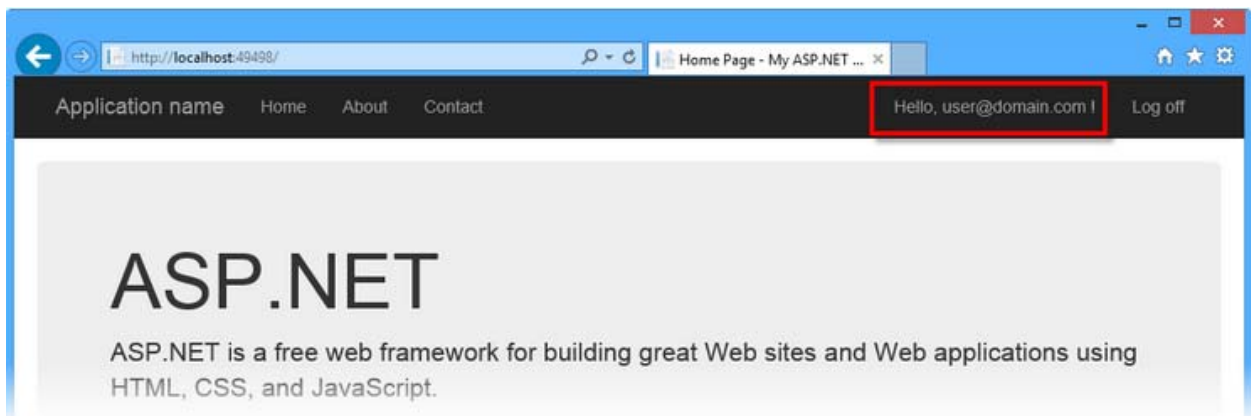 http://localhost:49498/
Home Page - My ASP.NET ...
Application name Home About Contact Hello, user@domain.com ! Log off
ASP.NET
ASP.NET is a free web framework for building great Web sites and Web applications using
HTML, CSS, and JavaScript.